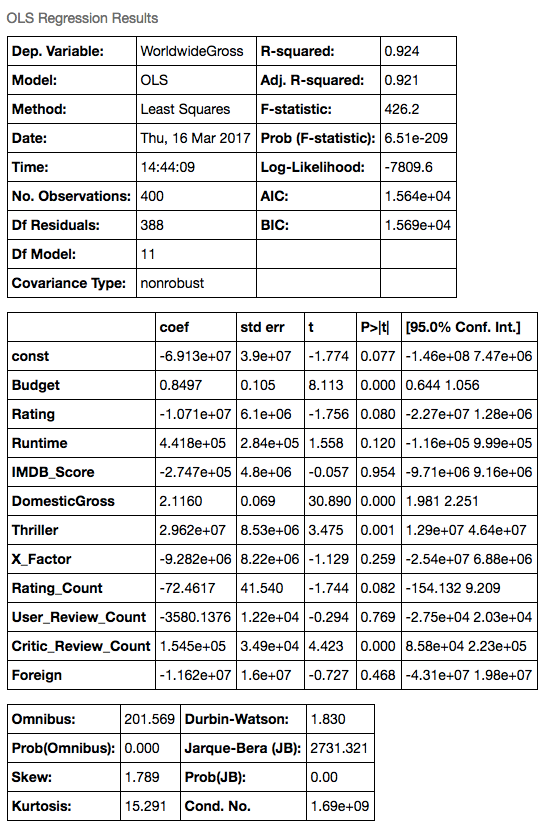 OLS Regression Results
Dep. Variable: WorldwideGross R-squared: 0.924
Model: OLS Adj. R-squared: 0.921
Method: Least Squares F-statistic: 426.2
Date: Thu, 16 Mar 2017 Prob (F-statistic): 6.51e-209
Time: 14:44:09 Log-Likelihood: -7809.6
No. Observations: 400 AIC: 1.564e+04
Df Residuals: 388 BIC: 1.569e+04
Df Model: 11
Covariance Type: nonrobust
coef std err t P>|t| [95.0% Conf. Int.]
const -6.913e+07 3.9e+07 -1.774 0.077 -1.46e+08 7.47e+06
Budget 0.8497 0.105 8.113 0.000 0.644 1.056
Rating -1.071e+07 6.1e+06 -1.756 0.080 -2.27e+07 1.28e+06
Runtime 4.418e+05 2.84e+05 1.558 0.120 -1.16e+05 9.99e+05
IMDB_Score -2.747e+05 4.8e+06 -0.057 0.954 -9.71e+06 9.16e+06
DomesticGross 2.1160 0.069 30.890 0.000 1.981 2.251
Thriller 2.962e+07 8.53e+06 3.475 0.001 1.29e+07 4.64e+07
X_Factor -9.282e+06 8.22e+06 -1.129 0.259 -2.54e+07 6.88e+06
Rating_Count -72.4617 41.540 -1.744 0.082 -154.132 9.209
User_Review_Count -3580.1376 1.22e+04 -0.294 0.769 -2.75e+04 2.03e+04
Critic_Review_Count 1.545e+05 3.49e+04 4.423 0.000 8.58e+04 2.23e+05
Foreign -1.162e+07 1.6e+07 -0.727 0.468 -4.31e+07 1.98e+07
Omnibus: 201.569 Durbin-Watson: 1.830
Prob(Omnibus): 0.000 Jarque-Bera (JB): 2731.321
Skew: 1.789 Prob(JB): 0.00
Kurtosis: 15.291 Cond. No. 1.69e+09